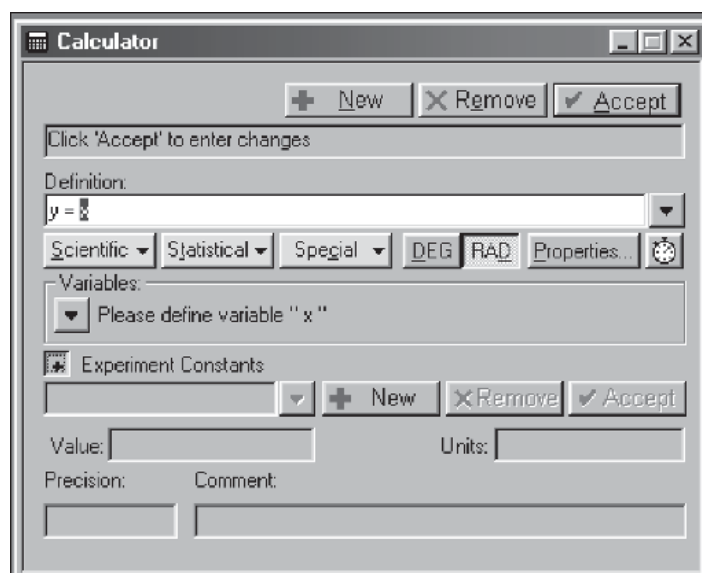 Calculator
New Remove Accept
Click 'Accept' to enter changes
Definition:
y = x
Scientific Statistical Special DEG RAD Properties...
Variables:
Please define variable " x "
Experiment Constants
New Remove Accept
Value: Units:
Precision: Comment: